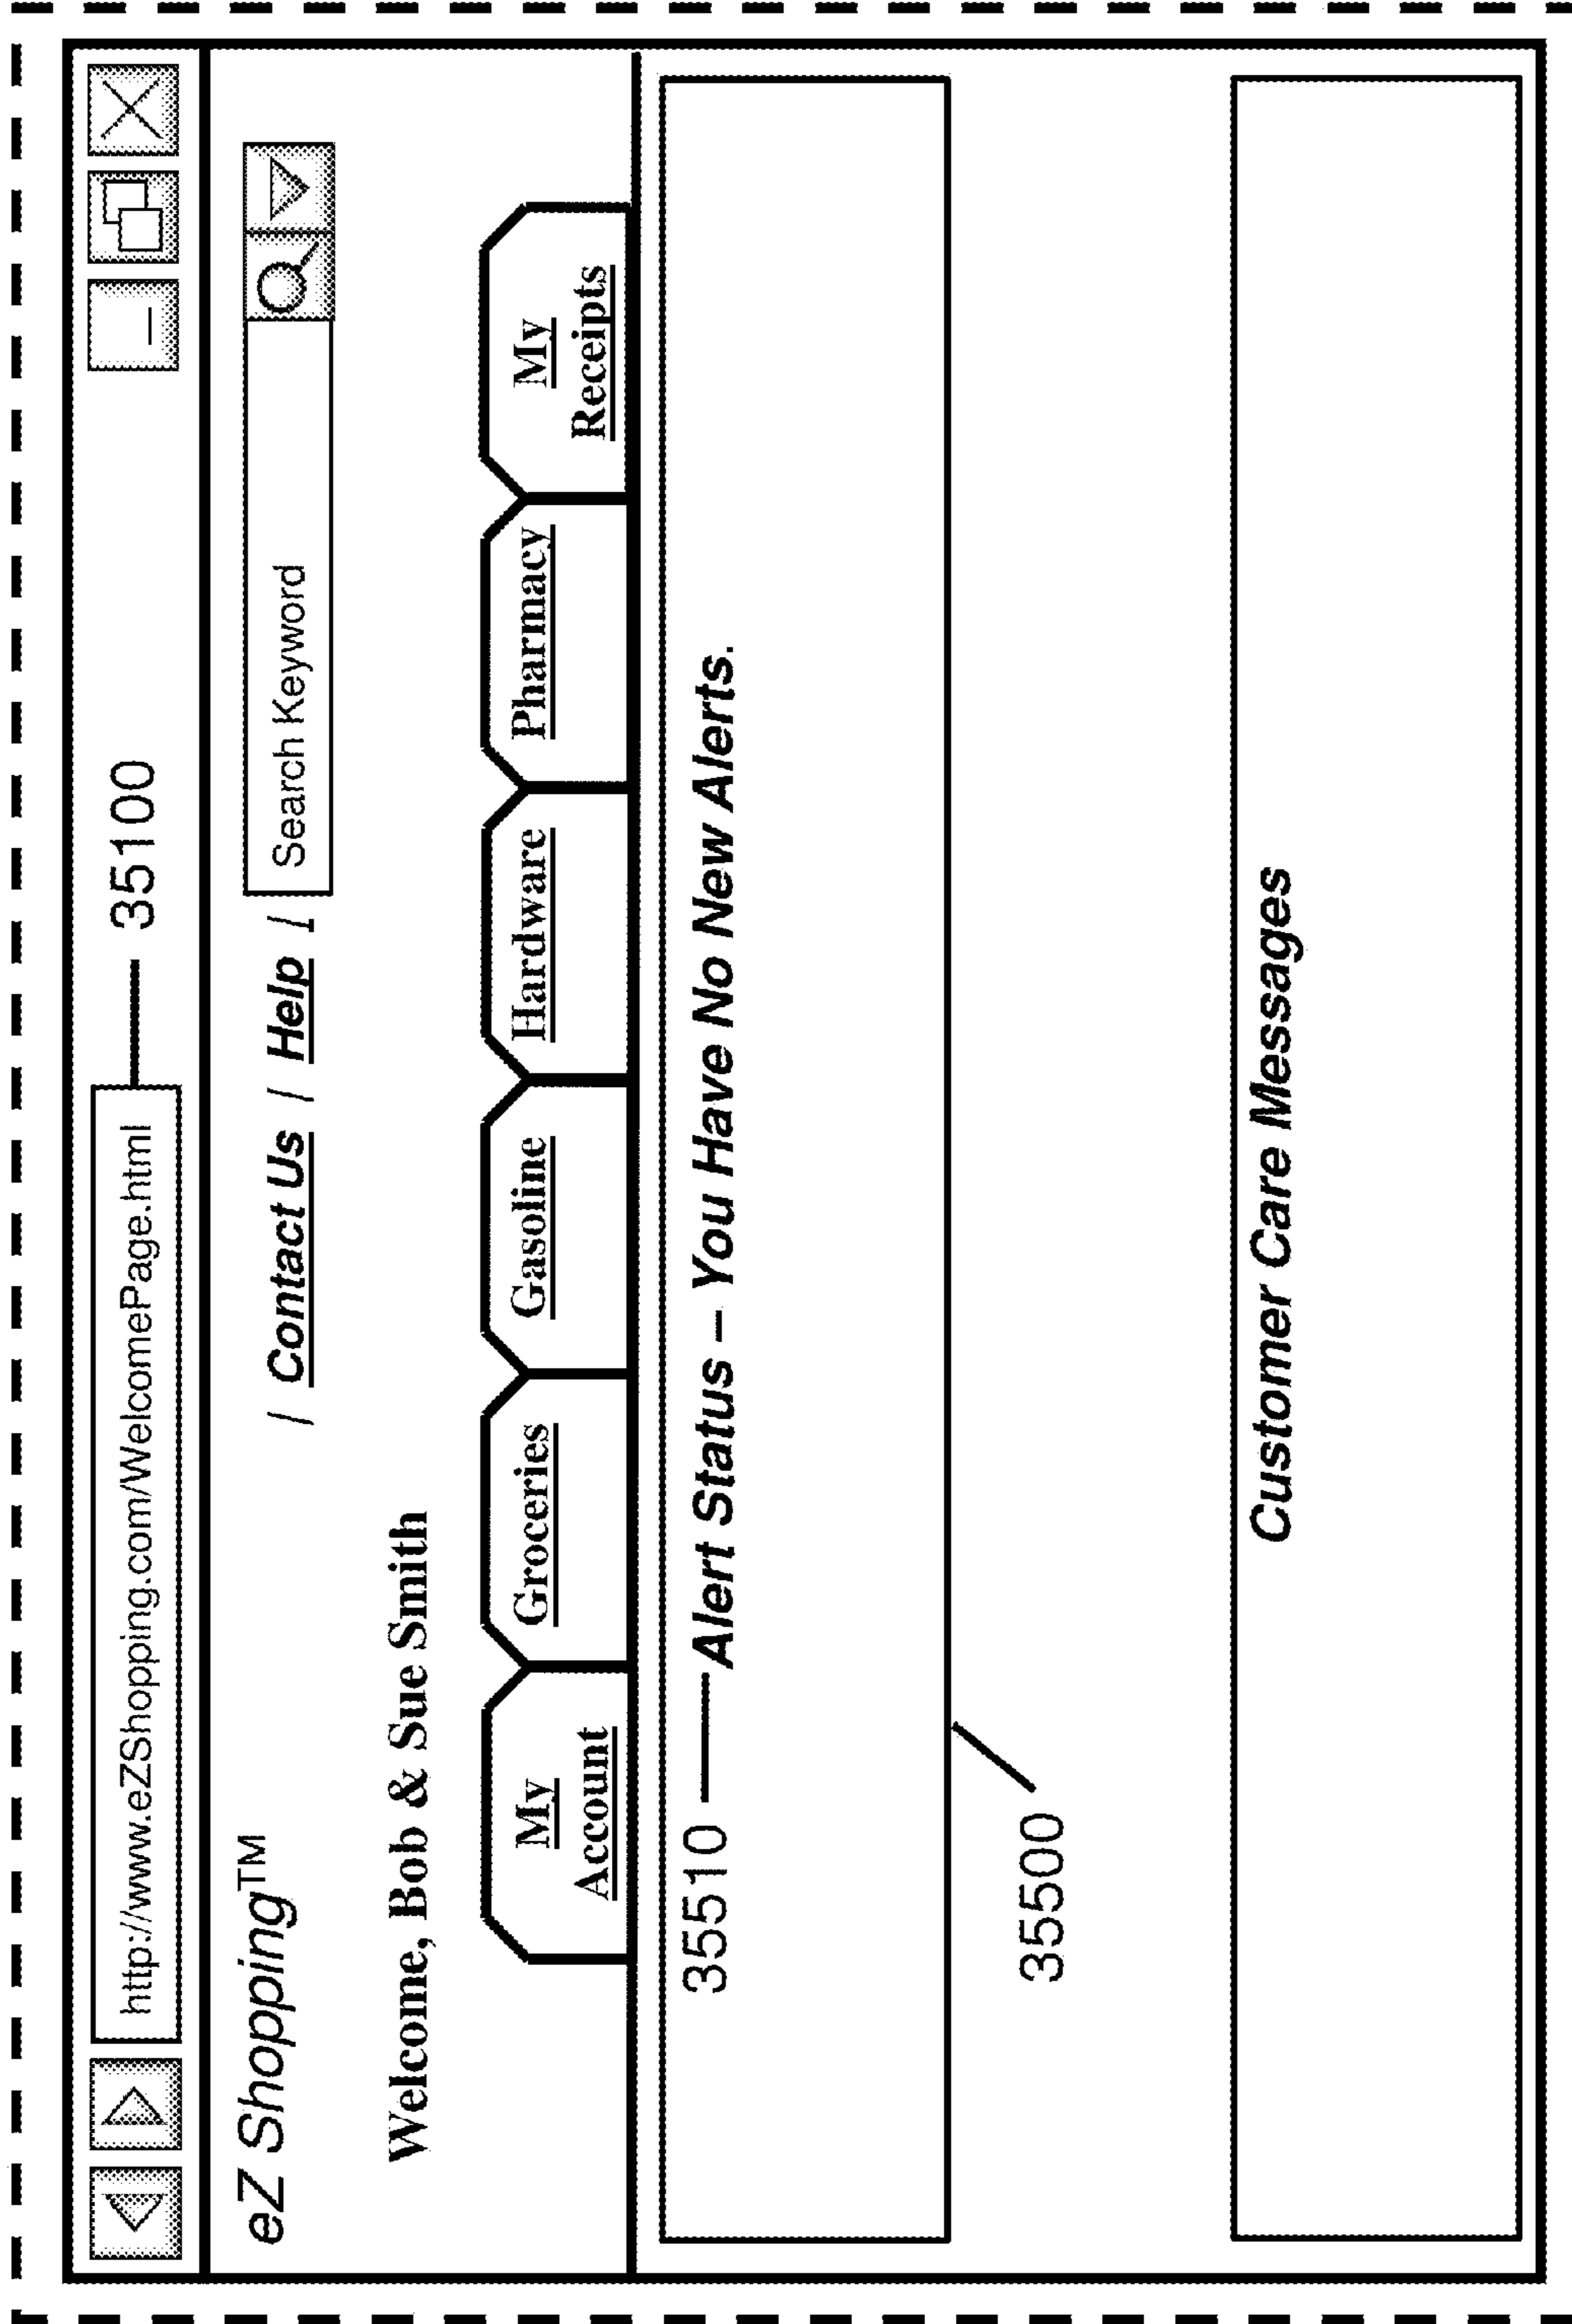 http://www.eZShopping.com/WelcomePage.html
35100
eZ Shopping™
/ Contact Us / Help /
Search Keyword
Welcome, Bob & Sue Smith
My Account
Groceries
Gasoline
Hardware
Pharmacy
My Receipts
35510
Alert Status – You Have No New Alerts.
35500
Customer Care Messages